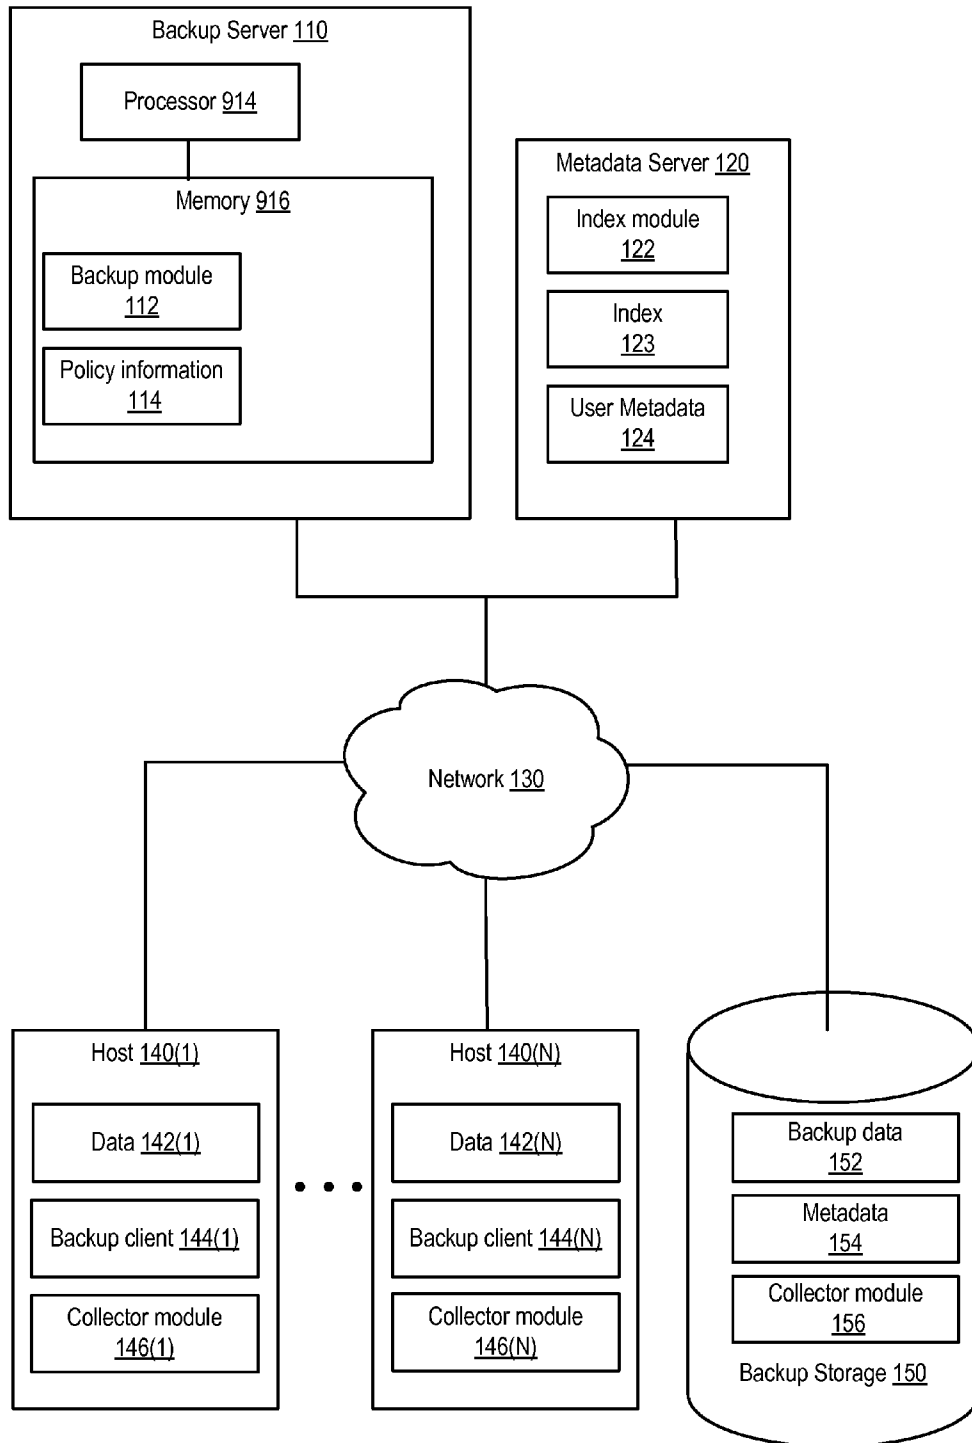 Backup Server 110
Processor 914
Memory 916
Backup module
112
Policy information
114
Metadata Server 120
Index module
122
Index
123
User Metadata
124
Network 130
Host 140(1)
Data 142(1)
Backup client 144(1)
Collector module
146(1)
Host 140(N)
Data 142(N)
Backup client 144(N)
Collector module
146(N)
Backup data
152
Metadata
154
Collector module
156
Backup Storage 150